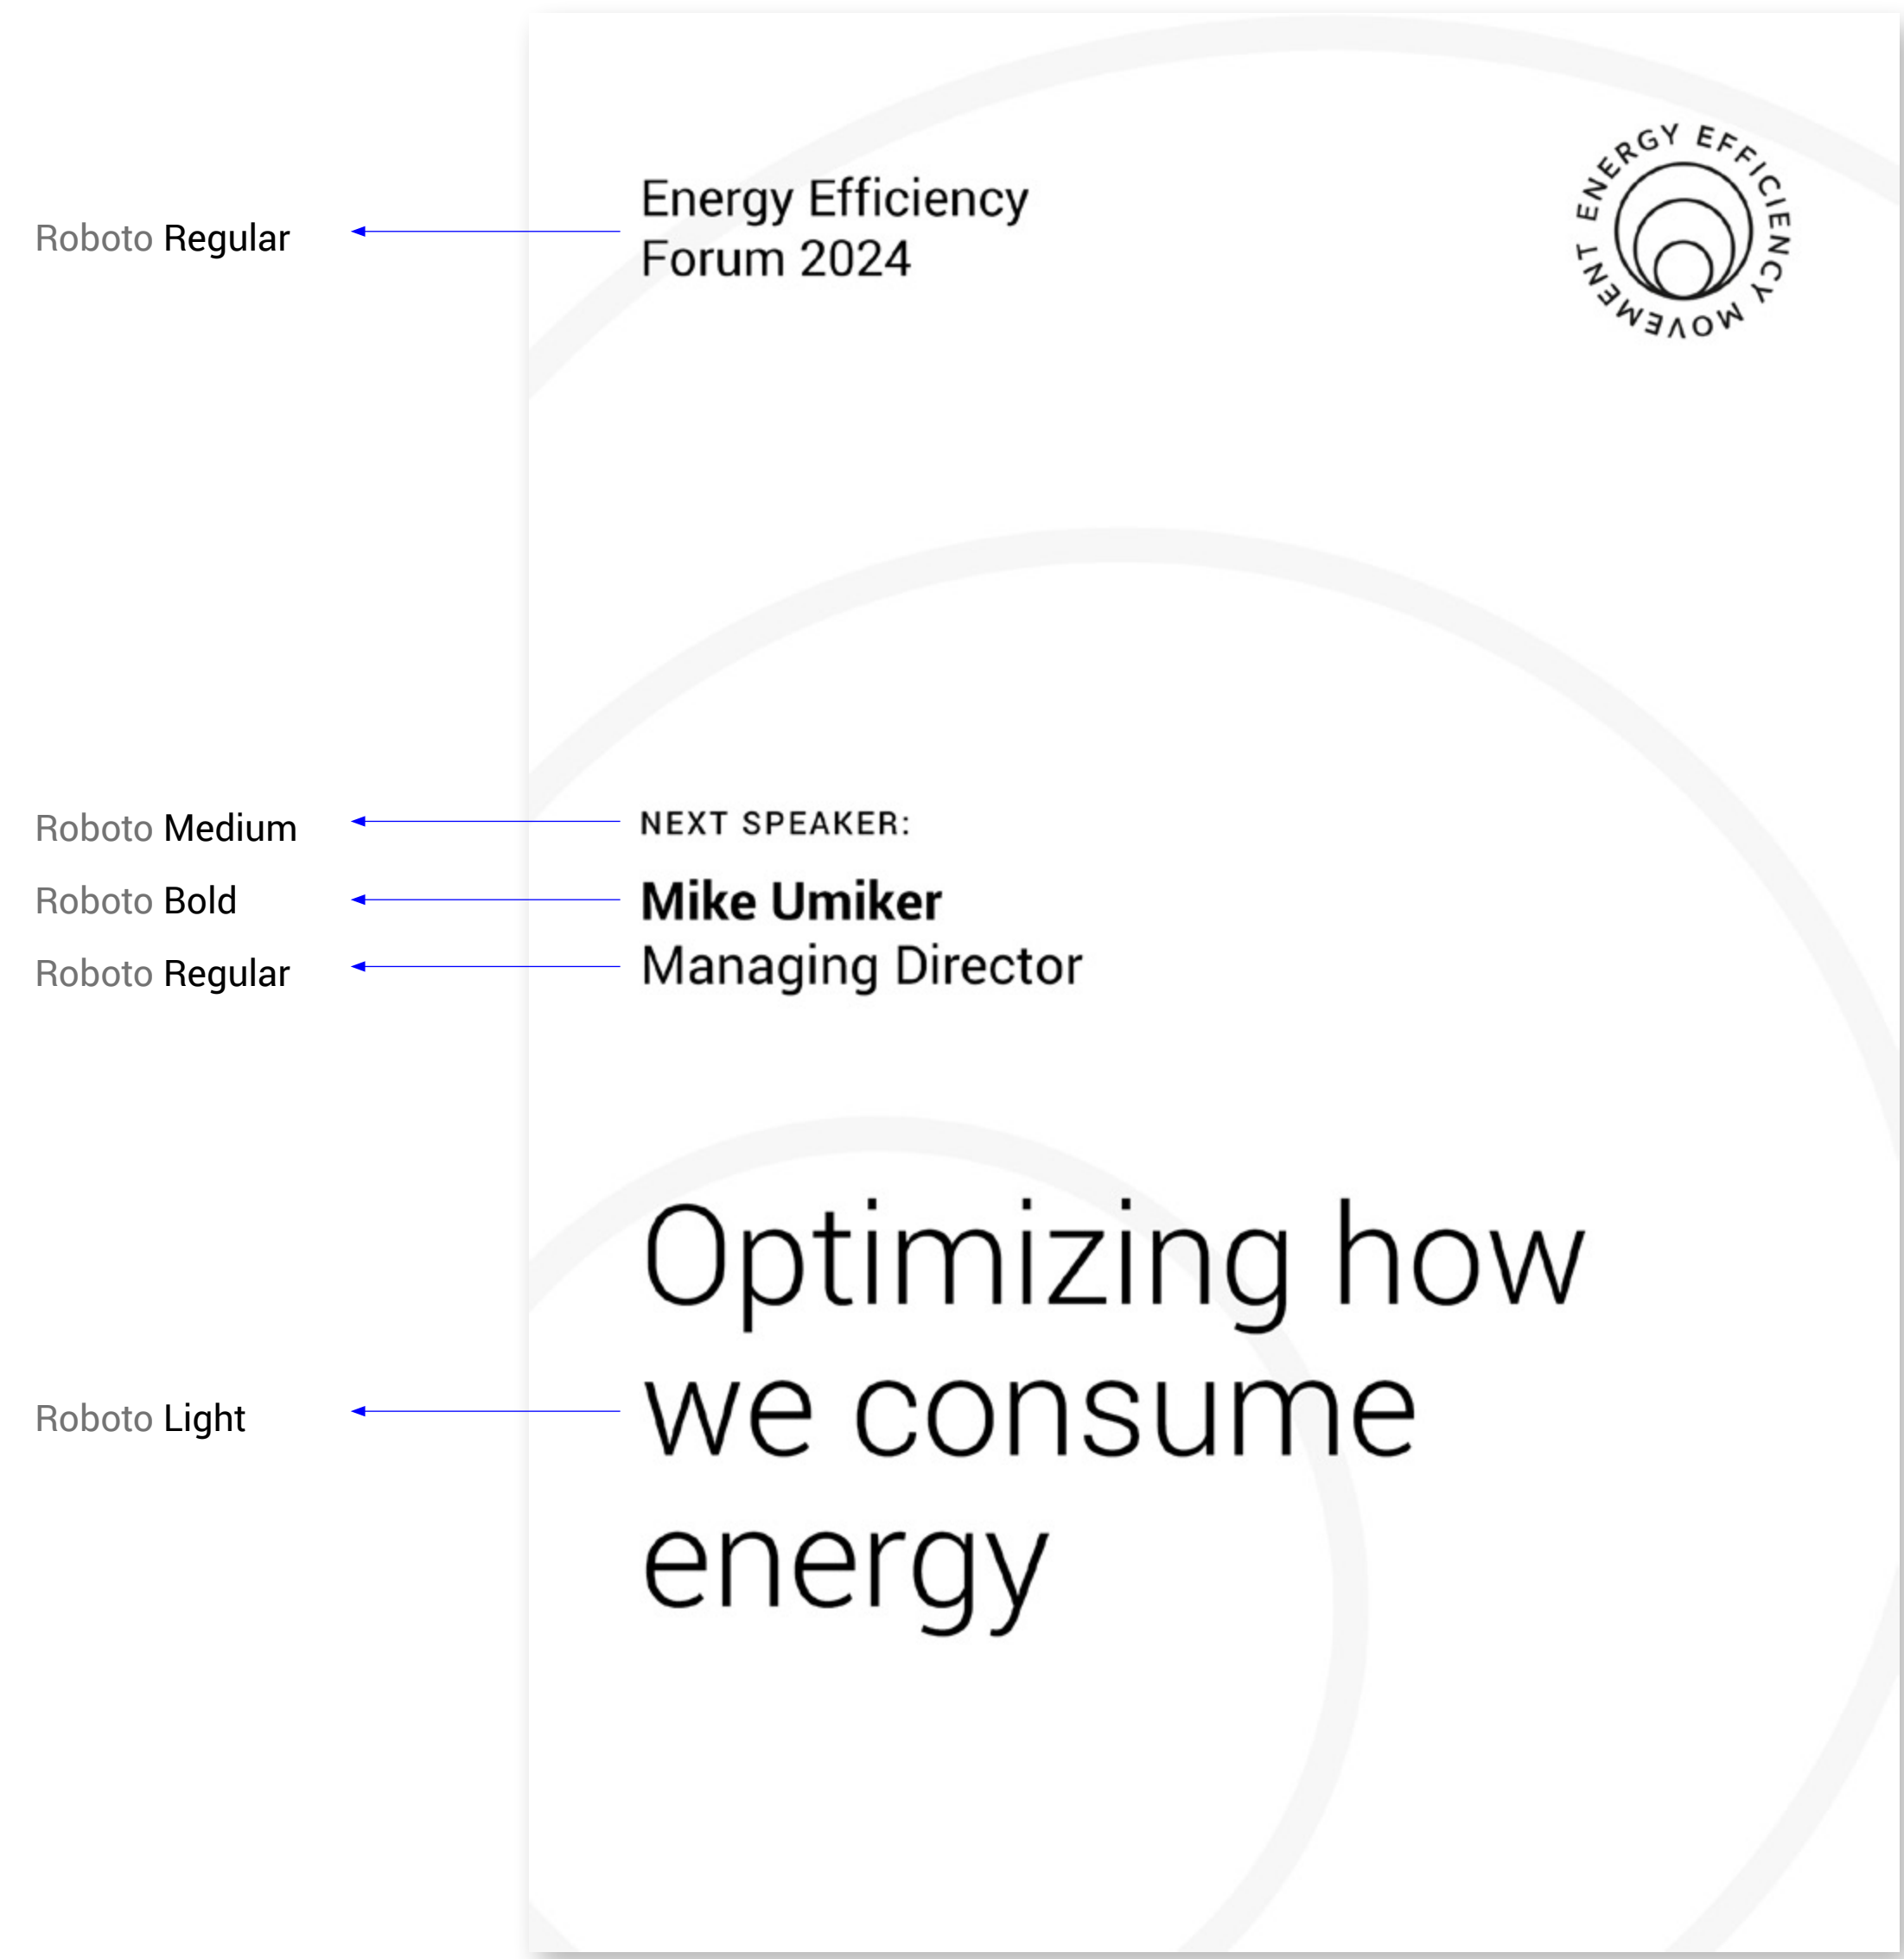 Energy Efficiency
Forum 2024
ENERGY EFFICIENCY MOVEMENT
Roboto Regular
NEXT SPEAKER:
Roboto Medium
Mike Umiker
Roboto Bold
Managing Director
Roboto Regular
Optimizing how
we consume
energy
Roboto Light